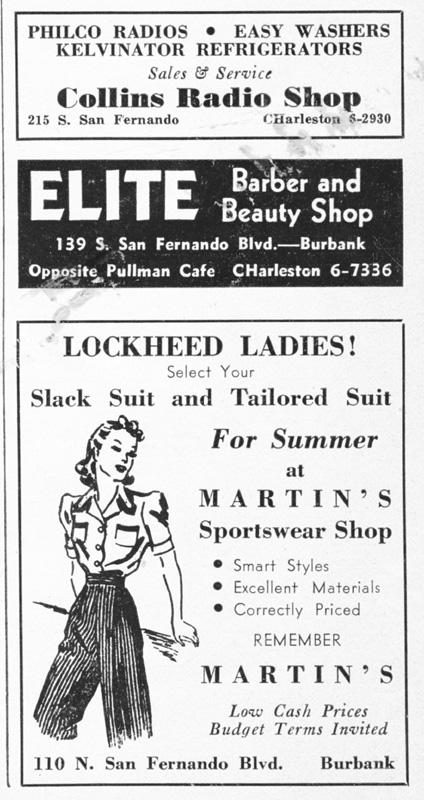 PHILCO RADIOS • EASY WASHERS
KELVINATOR REFRIGERATORS
Sales & Service
Collins Radio Shop
215 S. San Fernando CHarleston 8-2930
ELITE Barber and
Beauty Shop
139 S. San Fernando Blvd.—Burbank
Opposite Pullman Cafe CHarleston 6-7336
LOCKHEED LADIES!
Select Your
Slack Suit and Tailored Suit
For Summer
at
MARTIN'S
Sportswear Shop
• Smart Styles
• Excellent Materials
• Correctly Priced
REMEMBER
MARTIN'S
Low Cash Prices
Budget Terms Invited
110 N. San Fernando Blvd. Burbank